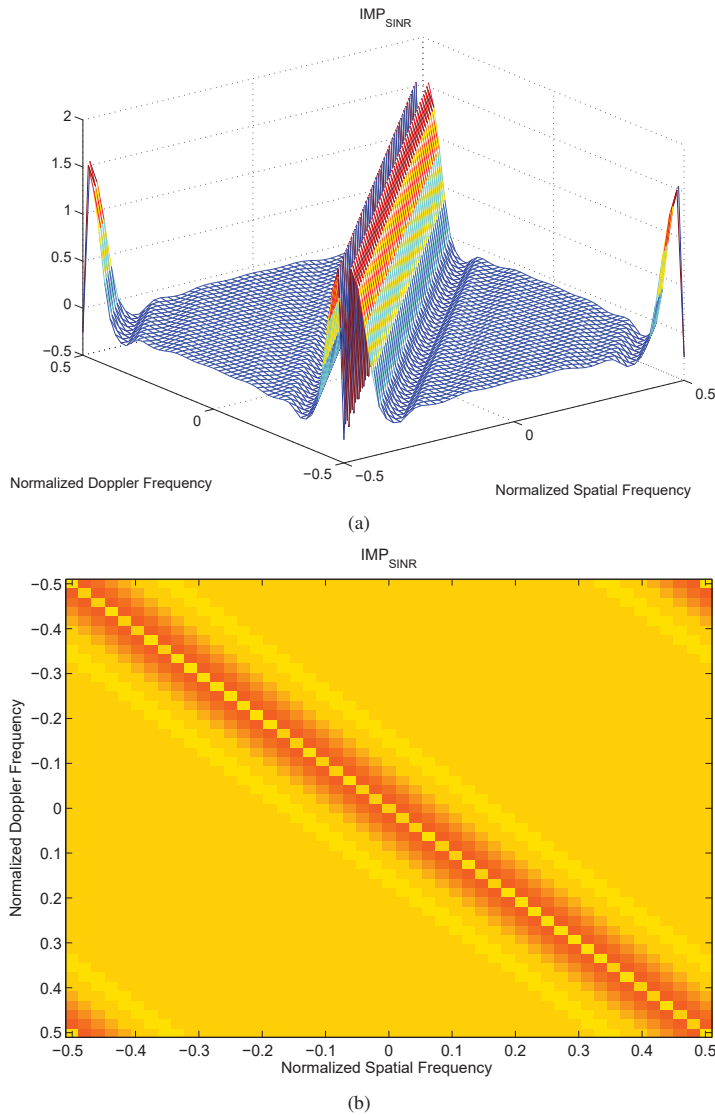 IMP_SINR
2
1.5
1
0.5
0
−0.5
0.5
0
−0.5
−0.5
0
0.5
Normalized Doppler Frequency
Normalized Spatial Frequency
(a)
IMP_SINR
−0.5
−0.4
−0.3
−0.2
−0.1
0
0.1
0.2
0.3
0.4
0.5
Normalized Doppler Frequency
−0.5 −0.4 −0.3 −0.2 −0.1 0 0.1 0.2 0.3 0.4 0.5
Normalized Spatial Frequency
(b)